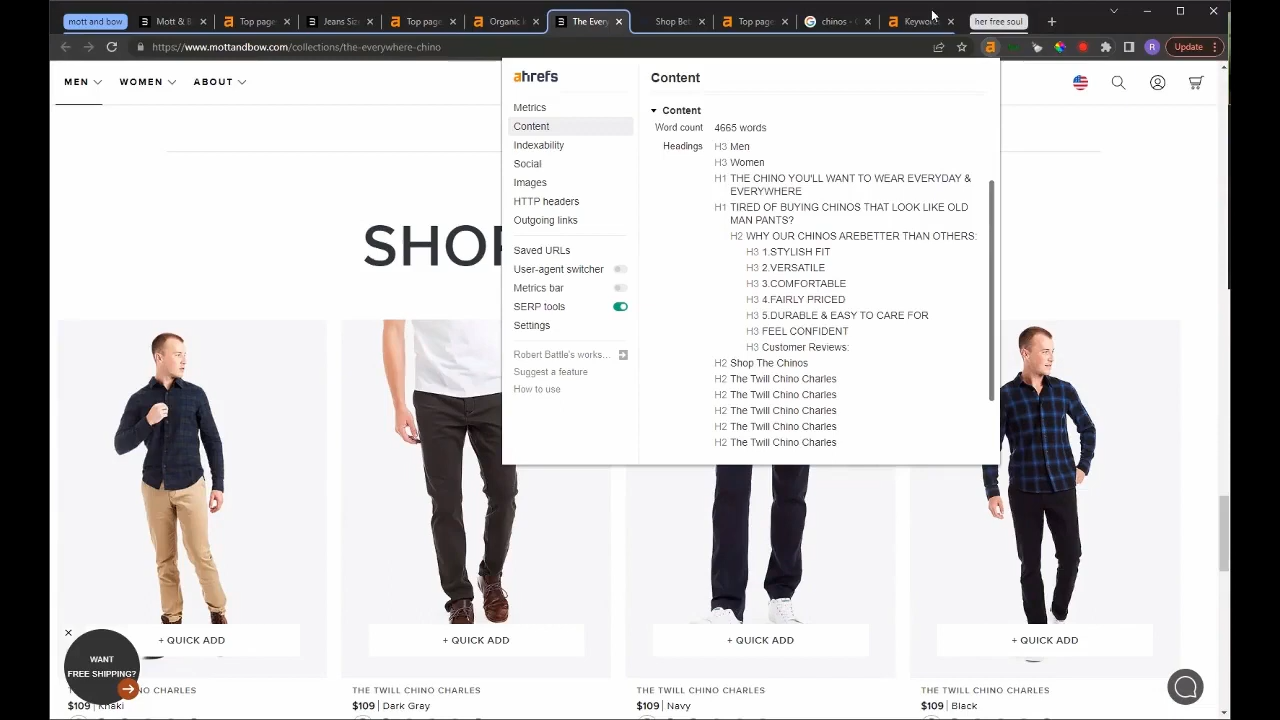 mott and bow
Mott & B
Top page
Jeans Siz
Top page
Organic k
The Every
Shop Bet
Top page
chinos - G
Keywo
her free soul
https://www.mottandbow.com/collections/the-everywhere-chino
R
Update
MEN
WOMEN
ABOUT
ahrefs
Metrics
Content
Indexability
Social
Images
HTTP headers
Outgoing links
Saved URLs
User-agent switcher
Metrics bar
SERP tools
Settings
Robert Battle's works...
Suggest a feature
How to use
Content
Content
Word count 4665 words
Headings H3 Men
H3 Women
H1 THE CHINO YOU'LL WANT TO WEAR EVERYDAY &
EVERYWHERE
H1 TIRED OF BUYING CHINOS THAT LOOK LIKE OLD
MAN PANTS?
H2 WHY OUR CHINOS AREBETTER THAN OTHERS:
H3 1.STYLISH FIT
H3 2.VERSATILE
H3 3.COMFORTABLE
H3 4.FAIRLY PRICED
H3 5.DURABLE & EASY TO CARE FOR
H3 FEEL CONFIDENT
H3 Customer Reviews:
H2 Shop The Chinos
H2 The Twill Chino Charles
H2 The Twill Chino Charles
H2 The Twill Chino Charles
H2 The Twill Chino Charles
H2 The Twill Chino Charles
SHOP
+ QUICK ADD
+ QUICK ADD
+ QUICK ADD
+ QUICK ADD
WANT
FREE SHIPPING?
NO CHARLES
Khaki
THE TWILL CHINO CHARLES
$109 | Dark Gray
THE TWILL CHINO CHARLES
$109 | Navy
THE TWILL CHINO CHARLES
$109 | Black